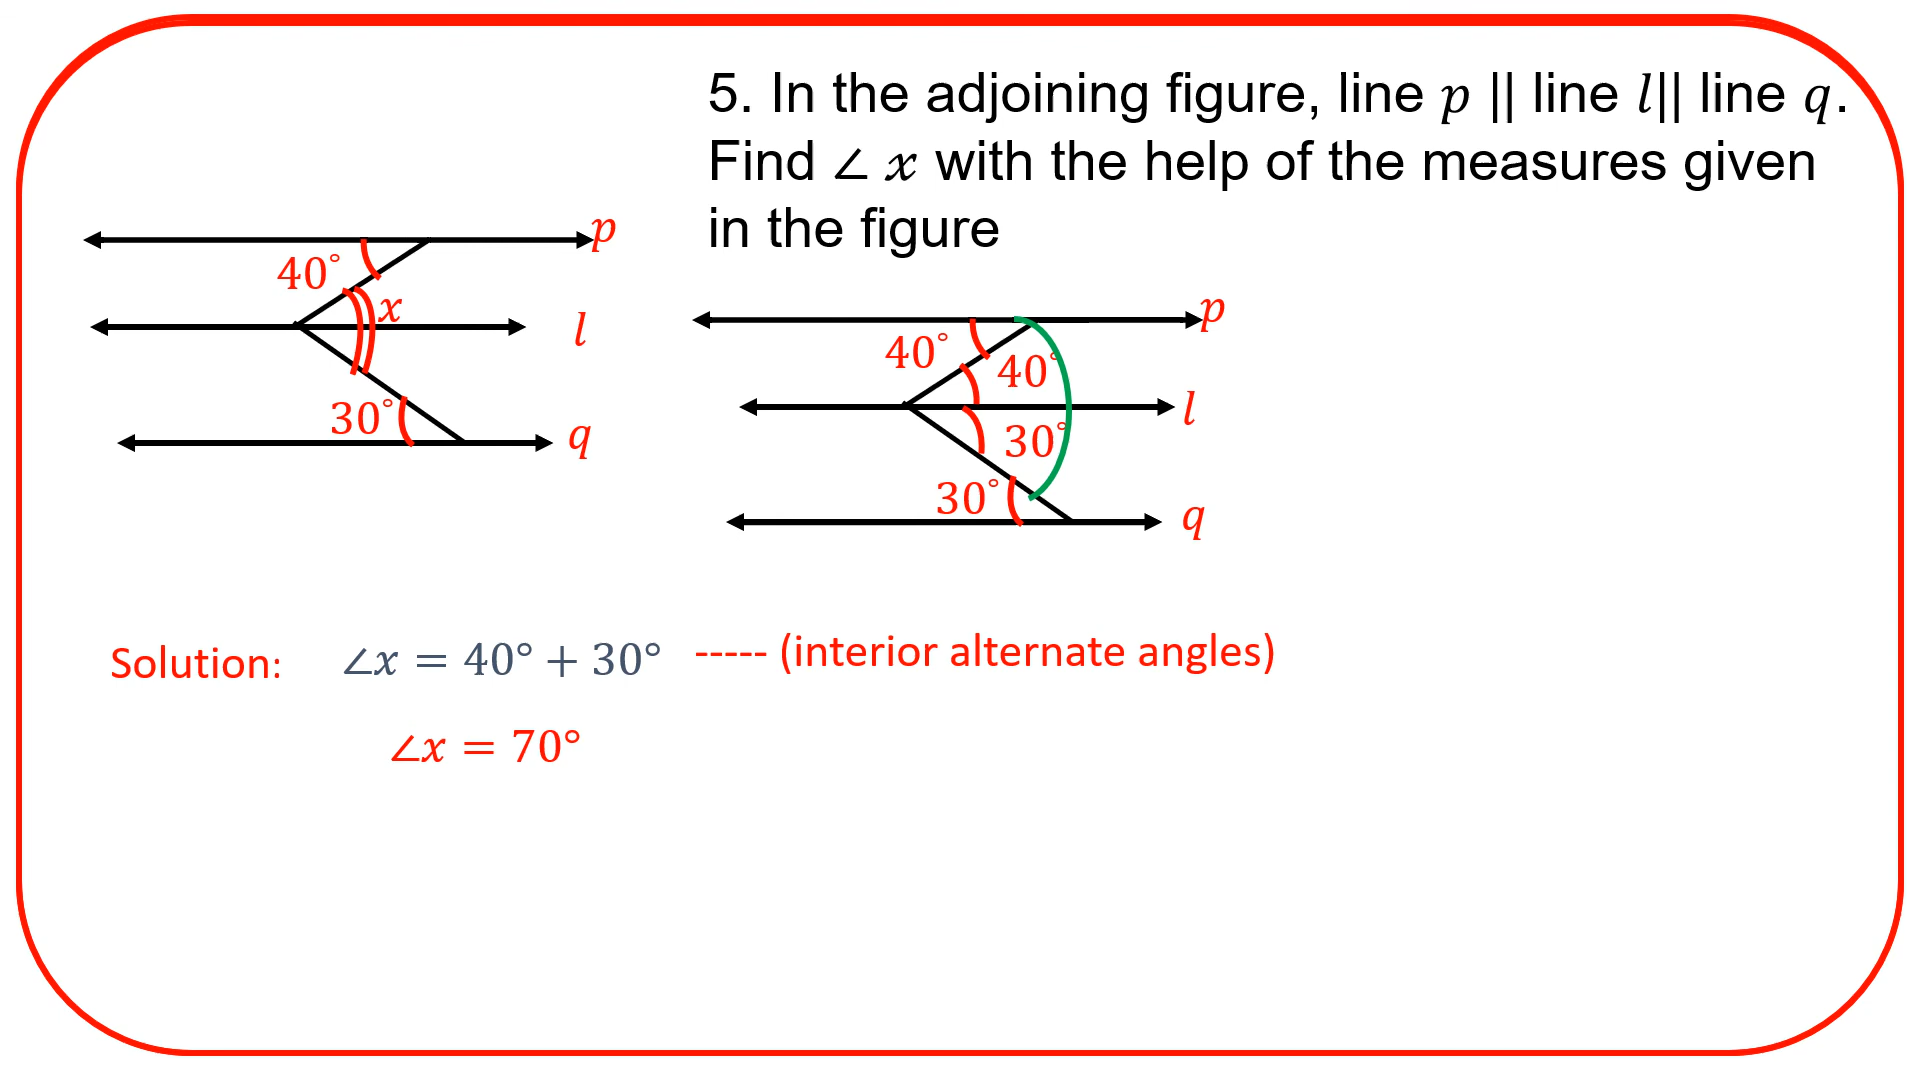 5. In the adjoining figure, line p || line l|| line q.
Find ∠ x with the help of the measures given
in the figure
p
40°
x
l
30°
q
p
40°
40°
l
30°
30°
q
Solution: ∠x = 40° + 30° ----- (interior alternate angles)
∠x = 70°